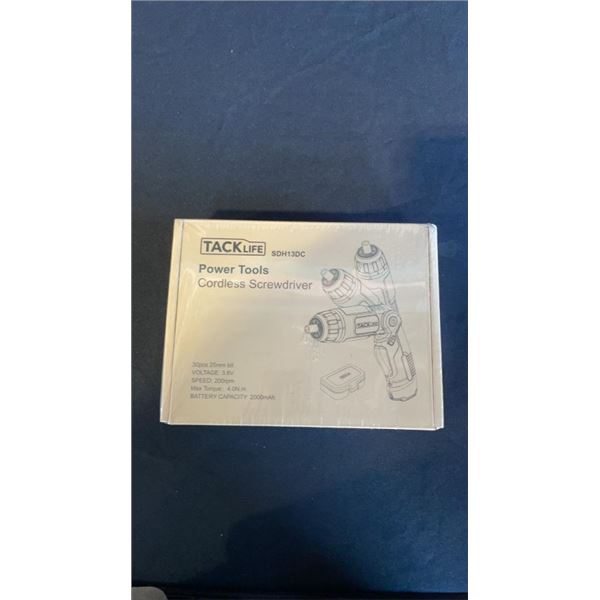 TACKLIFE SDH13DC
Power Tools
Cordless Screwdriver
TACKLIFE
30pcs 25mm bit
VOLTAGE: 3.6V
SPEED: 200rpm
Max Torque: 4.0N.m
BATTERY CAPACITY: 2000mAh